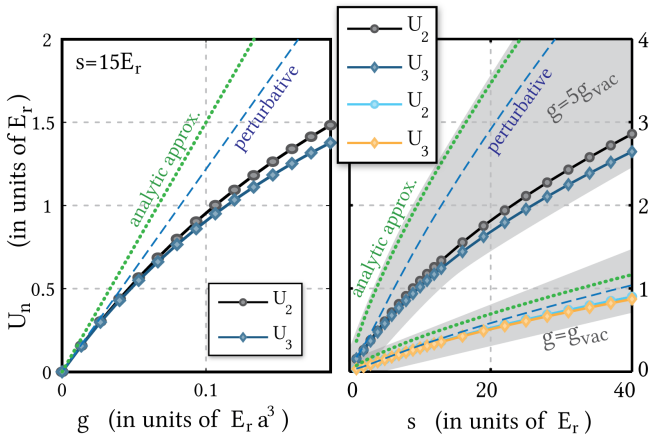 2
1.5
1
0.5
0
U_n (in units of E_r)
s=15E_r
analytic approx.
perturbative
U_2
U_3
0
0.1
g (in units of E_r a^3)
U_2
U_3
U_2
U_3
g=5g_vac
perturbative
analytic approx.
g=g_vac
4
3
2
1
0
0
20
40
s (in units of E_r)